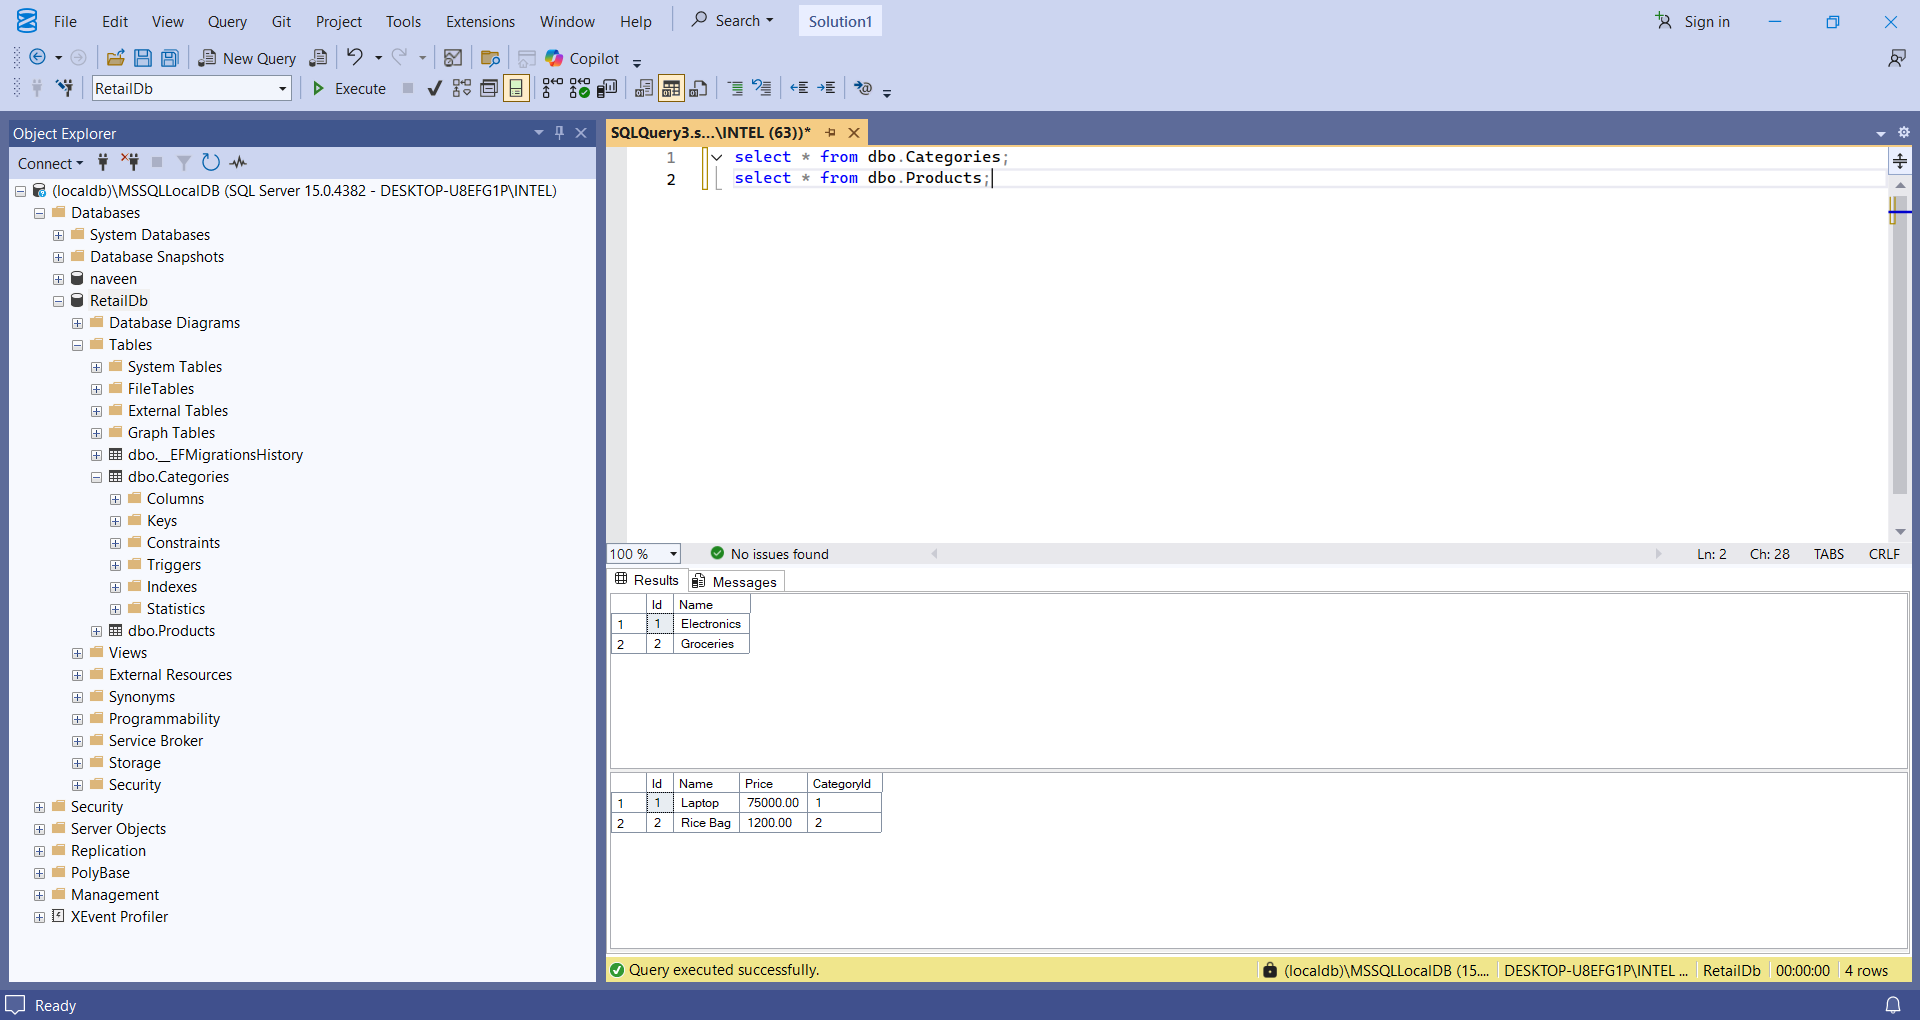 File Edit View Query Git Project Tools Extensions Window Help Search Solution1 Sign in
New Query Copilot
RetailDb Execute
Object Explorer
Connect
(localdb)\MSSQLLocalDB (SQL Server 15.0.4382 - DESKTOP-U8EFG1P\INTEL)
Databases
System Databases
Database Snapshots
naveen
RetailDb
Database Diagrams
Tables
System Tables
FileTables
External Tables
Graph Tables
dbo.__EFMigrationsHistory
dbo.Categories
Columns
Keys
Constraints
Triggers
Indexes
Statistics
dbo.Products
Views
External Resources
Synonyms
Programmability
Service Broker
Storage
Security
Security
Server Objects
Replication
PolyBase
Management
XEvent Profiler
SQLQuery3.s...\INTEL (63))*
1 select * from dbo.Categories;
2 select * from dbo.Products;
100 % No issues found Ln: 2 Ch: 28 TABS CRLF
Results Messages
Id Name
1 1 Electronics
2 2 Groceries
Id Name Price CategoryId
1 1 Laptop 75000.00 1
2 2 Rice Bag 1200.00 2
Query executed successfully. (localdb)\MSSQLLocalDB (15.... DESKTOP-U8EFG1P\INTEL ... RetailDb 00:00:00 4 rows
Ready